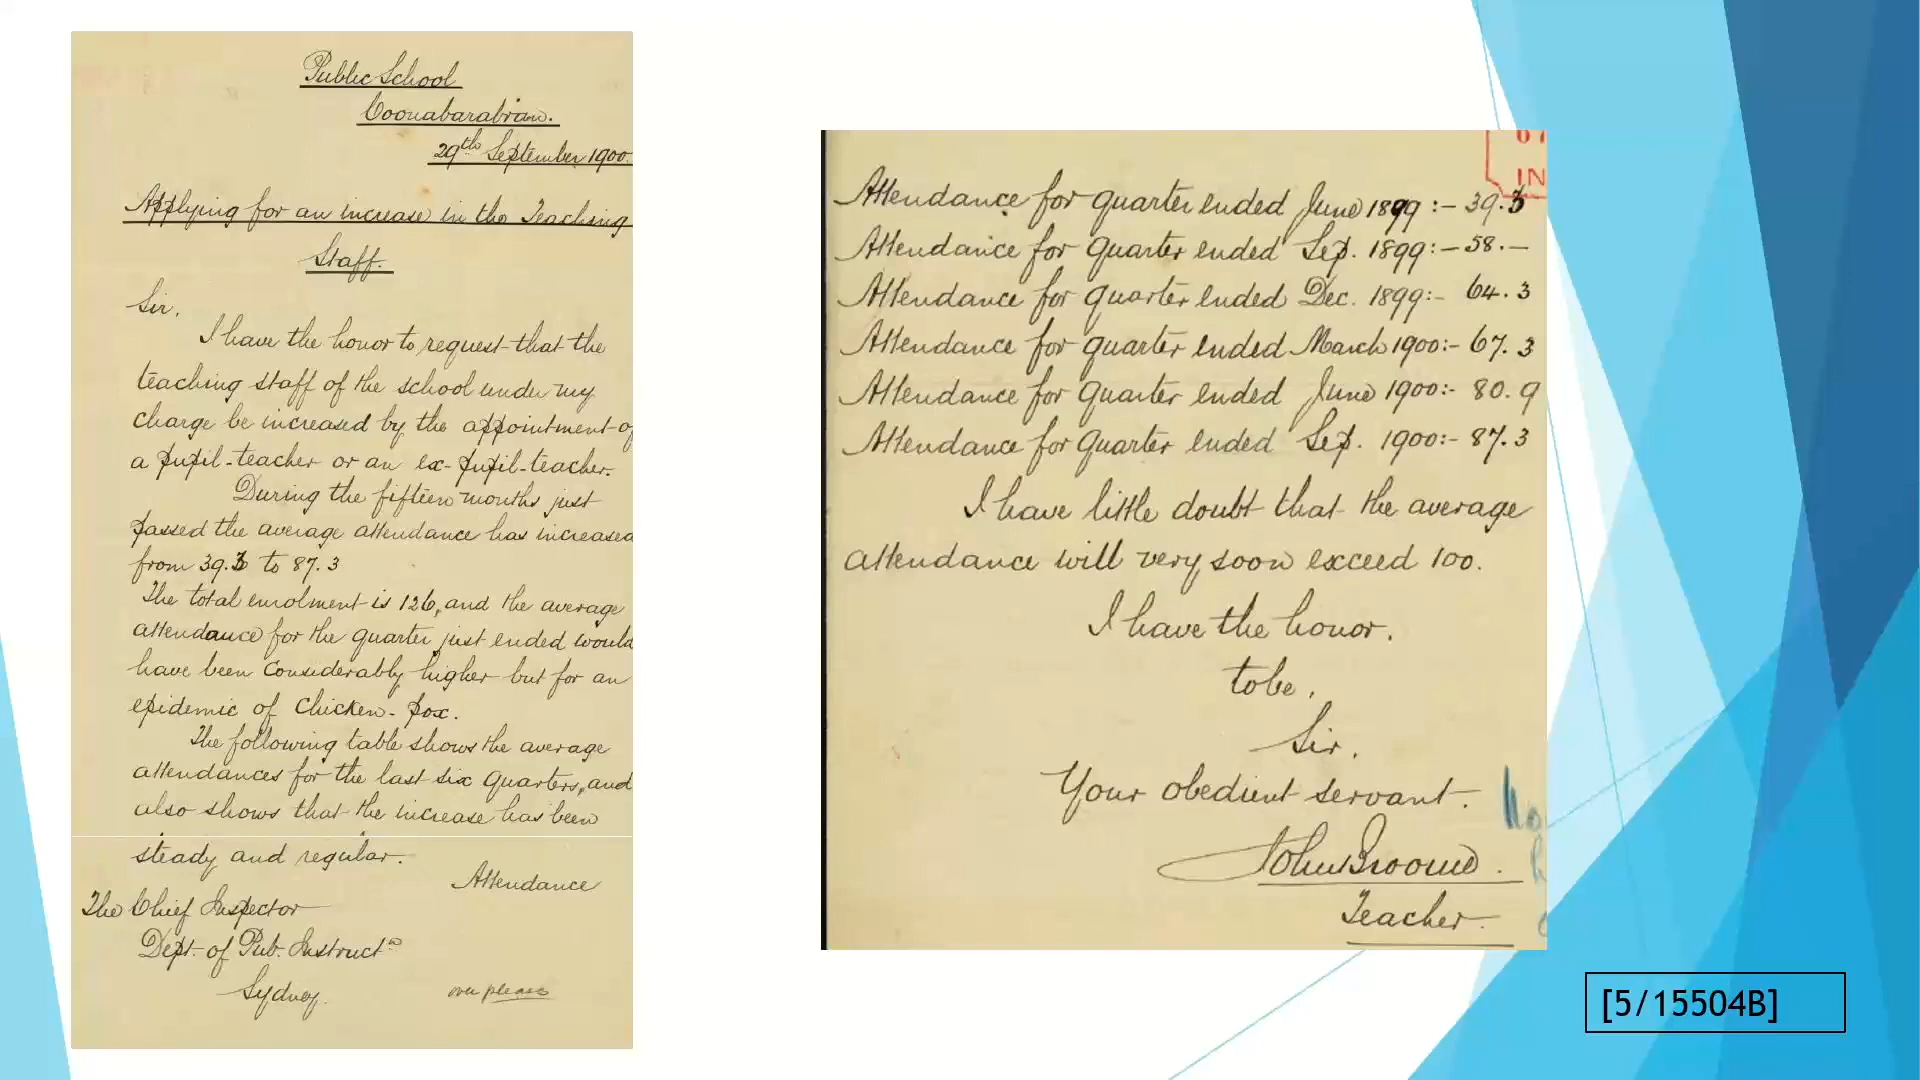 Public School
Coonabarabran.
29th September 1900.
Applying for an increase in the Teaching
Staff.
Sir,
I have the honor to request that the
teaching staff of the school under my
charge be increased by the appointment of
a pupil-teacher or an ex-pupil-teacher.
During the fifteen months just
passed the average attendance has increased
from 39.3 to 87.3
The total enrolment is 126, and the average
attendance for the quarter just ended would
have been considerably higher but for an
epidemic of Chicken-pox.
The following table shows the average
attendances for the last six quarters, and
also shows that the increase has been
steady and regular.
Attendance
The Chief Inspector
Dept. of Pub. Instructn
Sydney.
over please
IN
Attendance for quarter ended June 1899 :- 39.3
Attendance for quarter ended Sep. 1899:- 58.-
Attendance for quarter ended Dec. 1899:- 64.3
Attendance for quarter ended March 1900:- 67.3
Attendance for quarter ended June 1900:- 80.9
Attendance for quarter ended Sep. 1900:- 87.3
I have little doubt that the average
attendance will very soon exceed 100.
I have the honor.
to be,
Sir,
Your obedient servant.
John Broome.
Teacher.
[5/15504B]